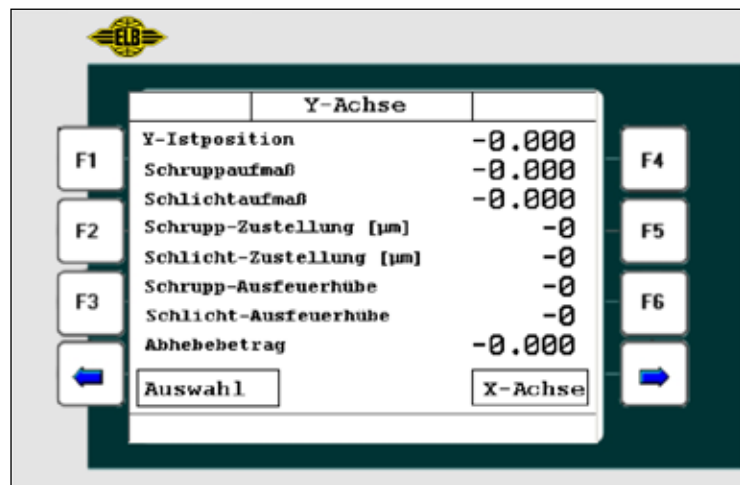 ELB
Y-Achse
Y-Istposition -0.000
F1 F4
Schruppaufmaß -0.000
Schlichtaufmaß -0.000
F2 Schrupp-Zustellung [µm] -0 F5
Schlicht-Zustellung [µm] -0
F3 Schrupp-Ausfeuerhübe -0 F6
Schlicht-Ausfeuerhübe -0
Abhebebetrag -0.000
Auswahl X-Achse